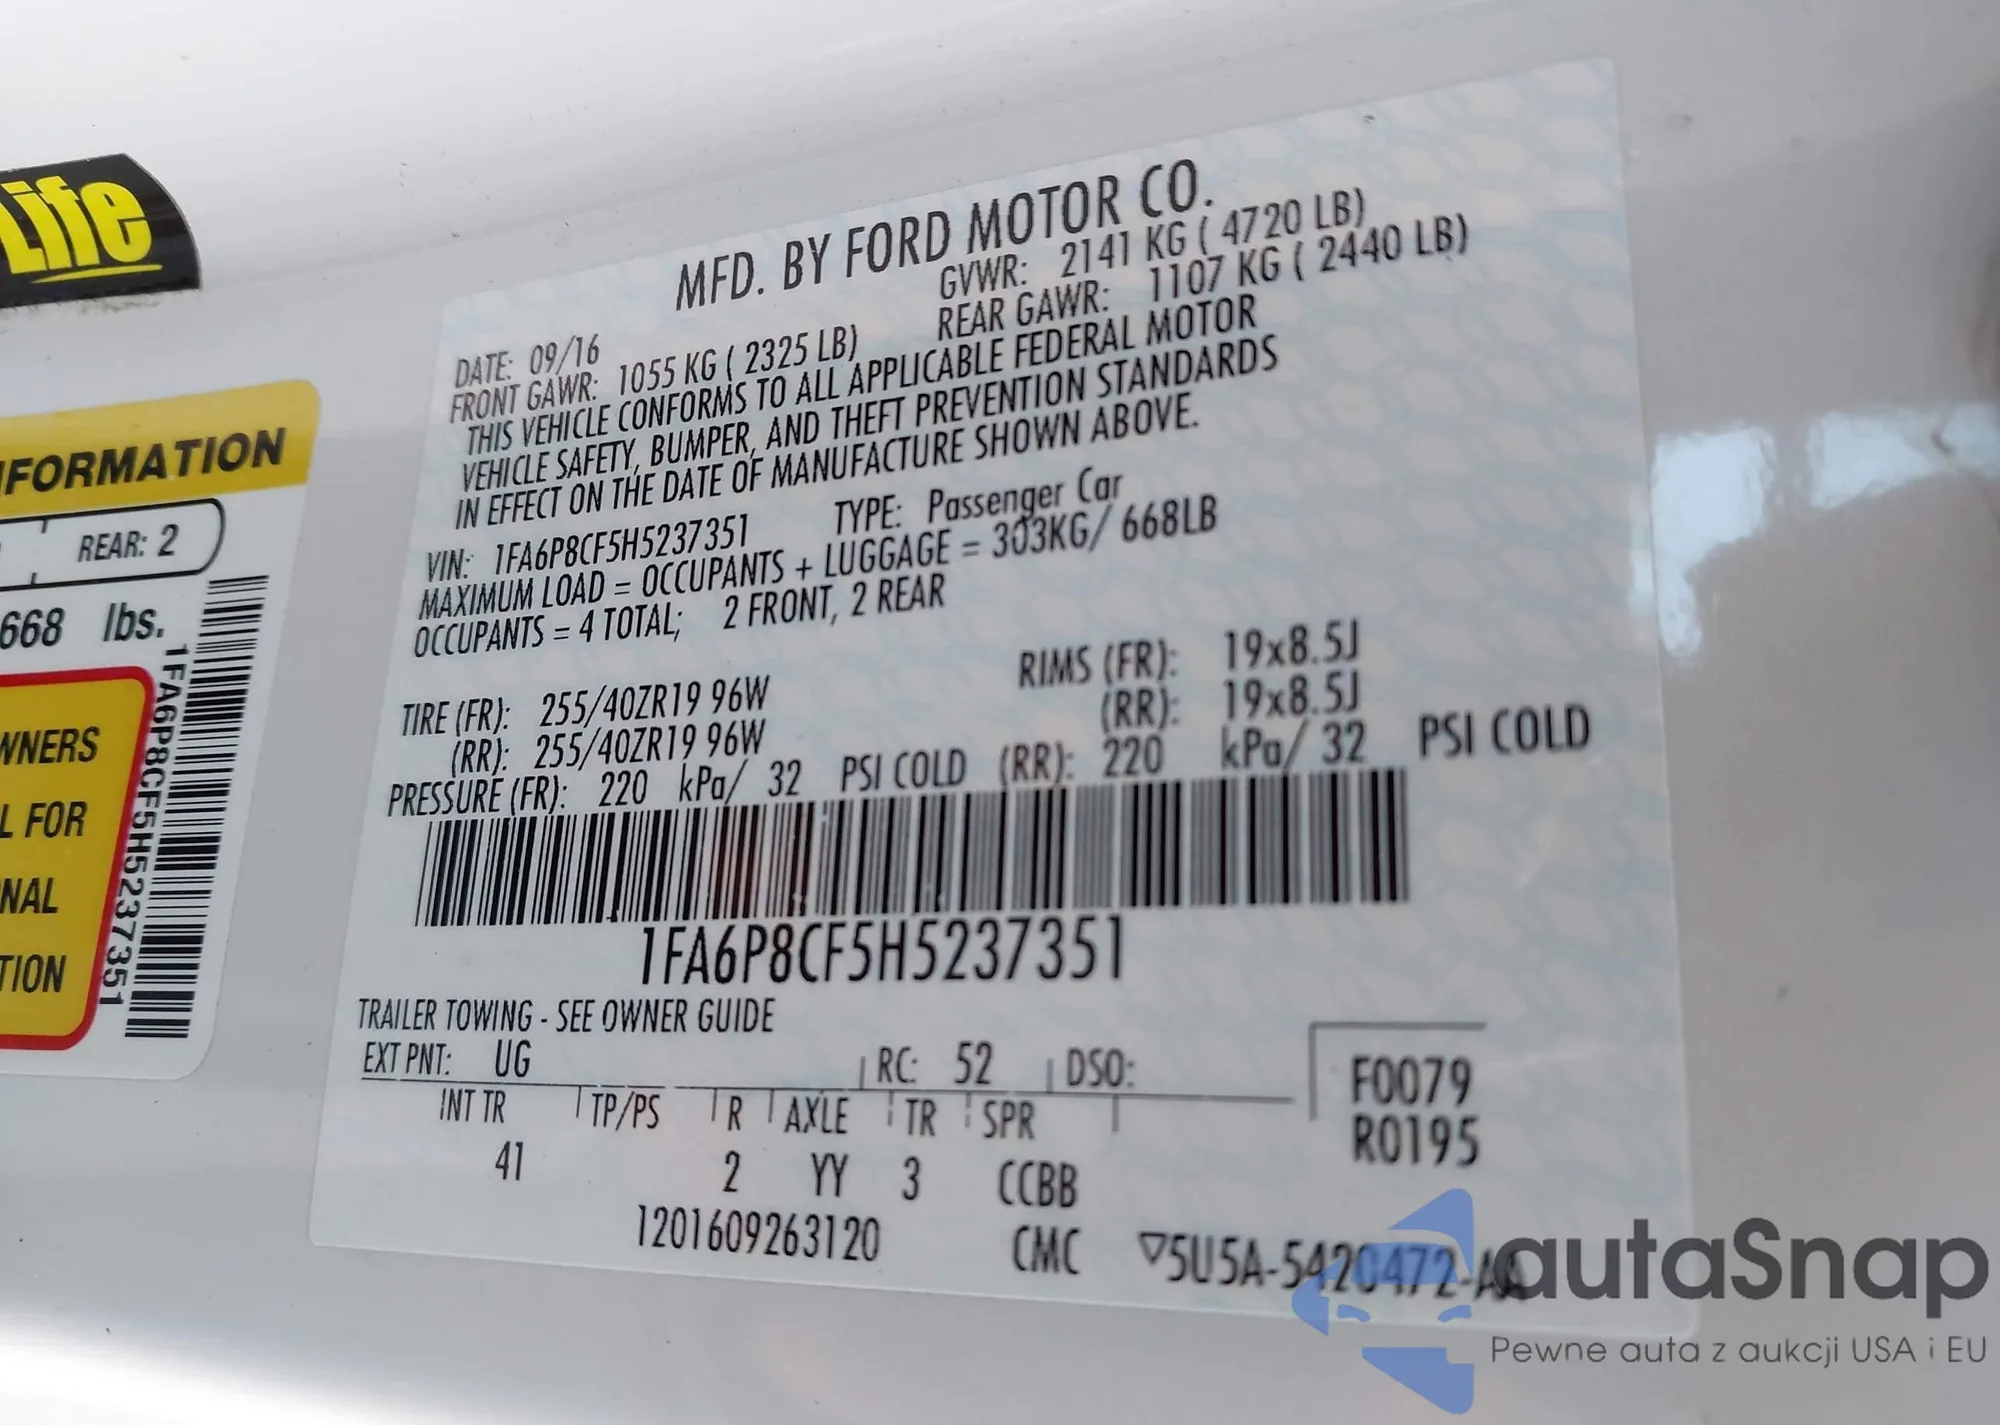 Life
NFORMATION
REAR: 2
668 lbs.
WNERS
L FOR
NAL
TION
1FA6P8CF5H5237351
MFD. BY FORD MOTOR CO.
DATE: 09/16 GVWR: 2141 KG ( 4720 LB)
FRONT GAWR: 1055 KG ( 2325 LB) REAR GAWR: 1107 KG ( 2440 LB)
THIS VEHICLE CONFORMS TO ALL APPLICABLE FEDERAL MOTOR
VEHICLE SAFETY, BUMPER, AND THEFT PREVENTION STANDARDS
IN EFFECT ON THE DATE OF MANUFACTURE SHOWN ABOVE.
VIN: 1FA6P8CF5H5237351 TYPE: Passenger Car
MAXIMUM LOAD = OCCUPANTS + LUGGAGE = 303KG/ 668LB
OCCUPANTS = 4 TOTAL; 2 FRONT, 2 REAR
TIRE (FR): 255/40ZR19 96W RIMS (FR): 19x8.5J
(RR): 255/40ZR19 96W (RR): 19x8.5J
PRESSURE (FR): 220 kPa/ 32 PSI COLD (RR): 220 kPa/ 32 PSI COLD
1FA6P8CF5H5237351
TRAILER TOWING - SEE OWNER GUIDE
EXT PNT: UG RC: 52 DSO: F0079
INT TR TP/PS R AXLE TR SPR R0195
41 2 YY 3 CCBB
1201609263120 CMC 5U5A-5420472-AA
autaSnap
Pewne auta z aukcji USA i EU